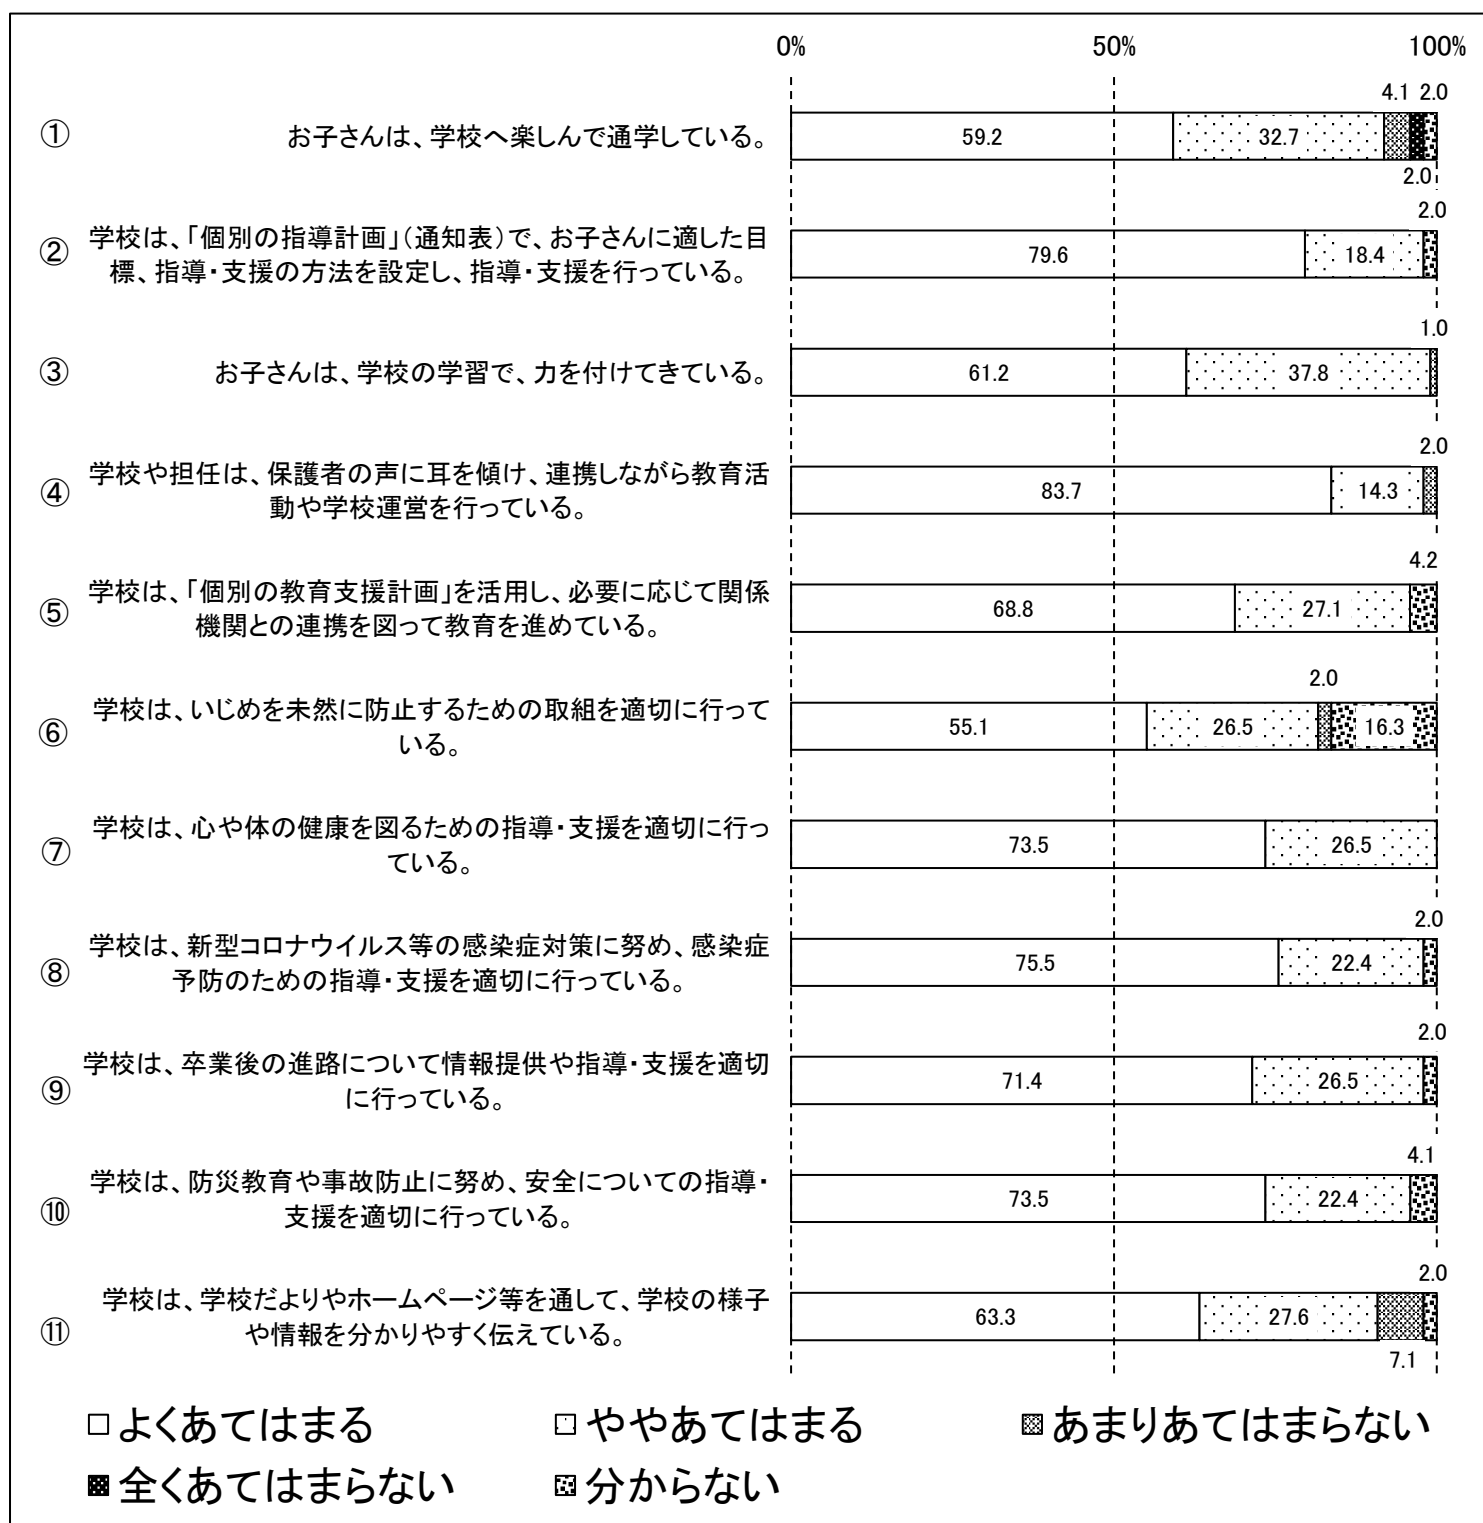 0% 50% 100%
4.1 2.0
① お子さんは、学校へ楽しんで通学している。 59.2 32.7
2.0
2.0
② 学校は、「個別の指導計画」(通知表)で、お子さんに適した目
標、指導・支援の方法を設定し、指導・支援を行っている。 79.6 18.4
1.0
③ お子さんは、学校の学習で、力を付けてきている。 61.2 37.8
2.0
④ 学校や担任は、保護者の声に耳を傾け、連携しながら教育活
動や学校運営を行っている。 83.7 14.3
4.2
⑤ 学校は、「個別の教育支援計画」を活用し、必要に応じて関係
機関との連携を図って教育を進めている。 68.8 27.1
2.0
⑥ 学校は、いじめを未然に防止するための取組を適切に行って
いる。 55.1 26.5 16.3
⑦ 学校は、心や体の健康を図るための指導・支援を適切に行っ
ている。 73.5 26.5
2.0
⑧ 学校は、新型コロナウイルス等の感染症対策に努め、感染症
予防のための指導・支援を適切に行っている。 75.5 22.4
2.0
⑨ 学校は、卒業後の進路について情報提供や指導・支援を適切
に行っている。 71.4 26.5
4.1
⑩ 学校は、防災教育や事故防止に努め、安全についての指導・
支援を適切に行っている。 73.5 22.4
2.0
⑪ 学校は、学校だよりやホームページ等を通して、学校の様子
や情報を分かりやすく伝えている。 63.3 27.6
7.1
よくあてはまる ややあてはまる あまりあてはまらない
全くあてはまらない 分からない